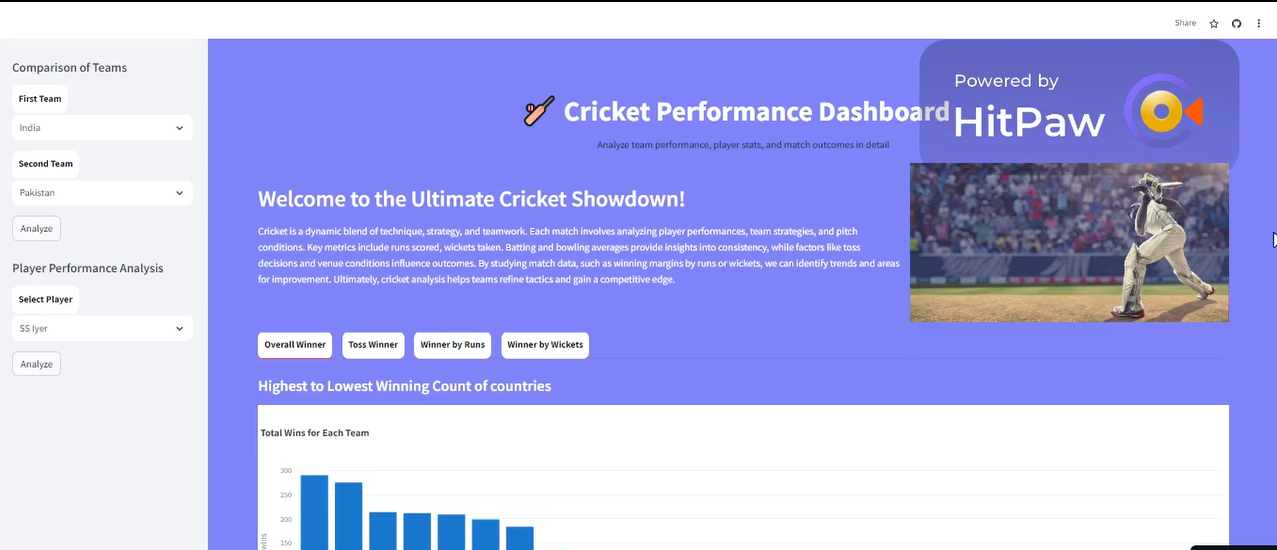 Share
Comparison of Teams
First Team
India
Second Team
Pakistan
Analyze
Player Performance Analysis
Select Player
SS Iyer
Analyze
Powered by
HitPaw
Cricket Performance Dashboard
Analyze team performance, player stats, and match outcomes in detail
Welcome to the Ultimate Cricket Showdown!
Cricket is a dynamic blend of technique, strategy, and teamwork. Each match involves analyzing player performances, team strategies, and pitch
conditions. Key metrics include runs scored, wickets taken. Batting and bowling averages provide insights into consistency, while factors like toss
decisions and venue conditions influence outcomes. By studying match data, such as winning margins by runs or wickets, we can identify trends and areas
for improvement. Ultimately, cricket analysis helps teams refine tactics and gain a competitive edge.
Overall Winner
Toss Winner
Winner by Runs
Winner by Wickets
Highest to Lowest Winning Count of countries
Total Wins for Each Team
300
250
200
150